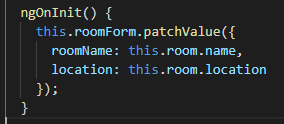 ngOnInit() {
  this.roomForm.patchValue({
    roomName: this.room.name,
    location: this.room.location
  });
}